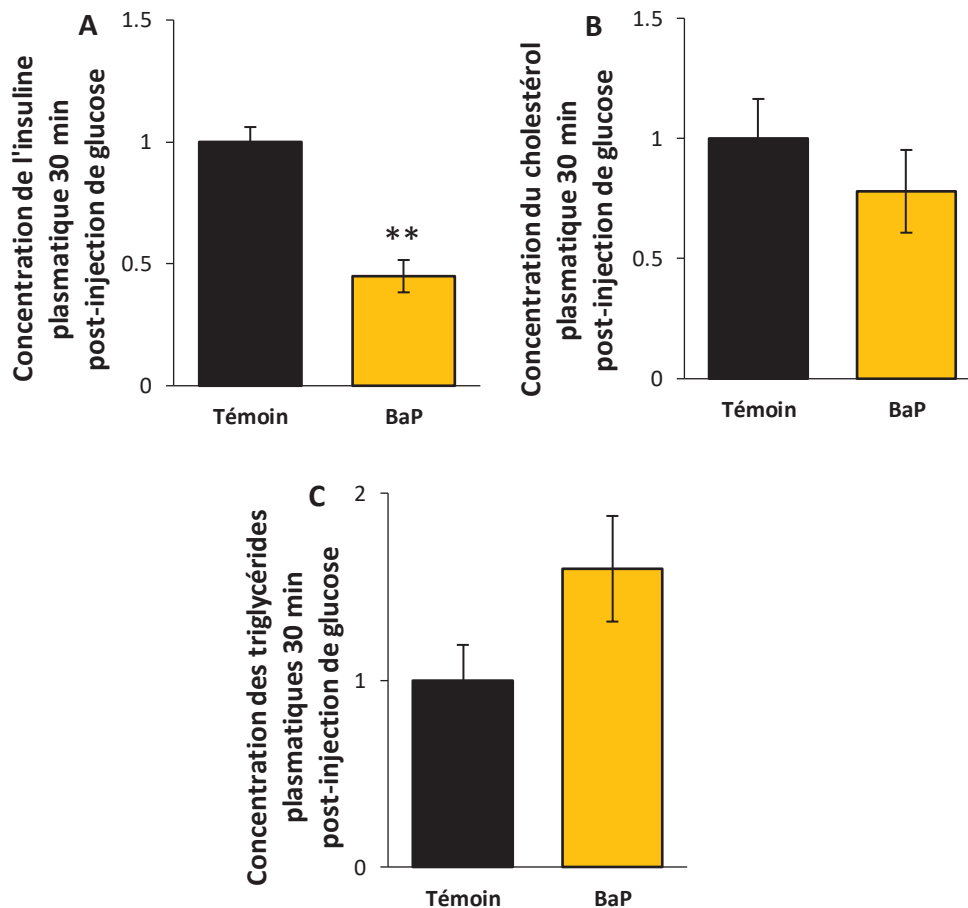 A
Concentration de l'insuline
plasmatique 30 min
post-injection de glucose
1.5
1
0.5
0
**
Témoin
BaP
B
Concentration du cholestérol
plasmatique 30 min
post-injection de glucose
1.5
1
0.5
0
Témoin
BaP
C
Concentration des triglycérides
plasmatiques 30 min
post-injection de glucose
2
1
0
Témoin
BaP